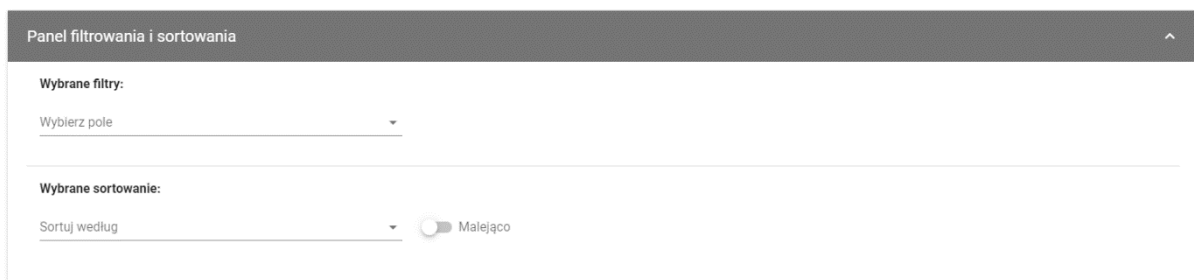 Panel filtrowania i sortowania
Wybrane filtry:
Wybierz pole
Wybrane sortowanie:
Sortuj według
Malejąco